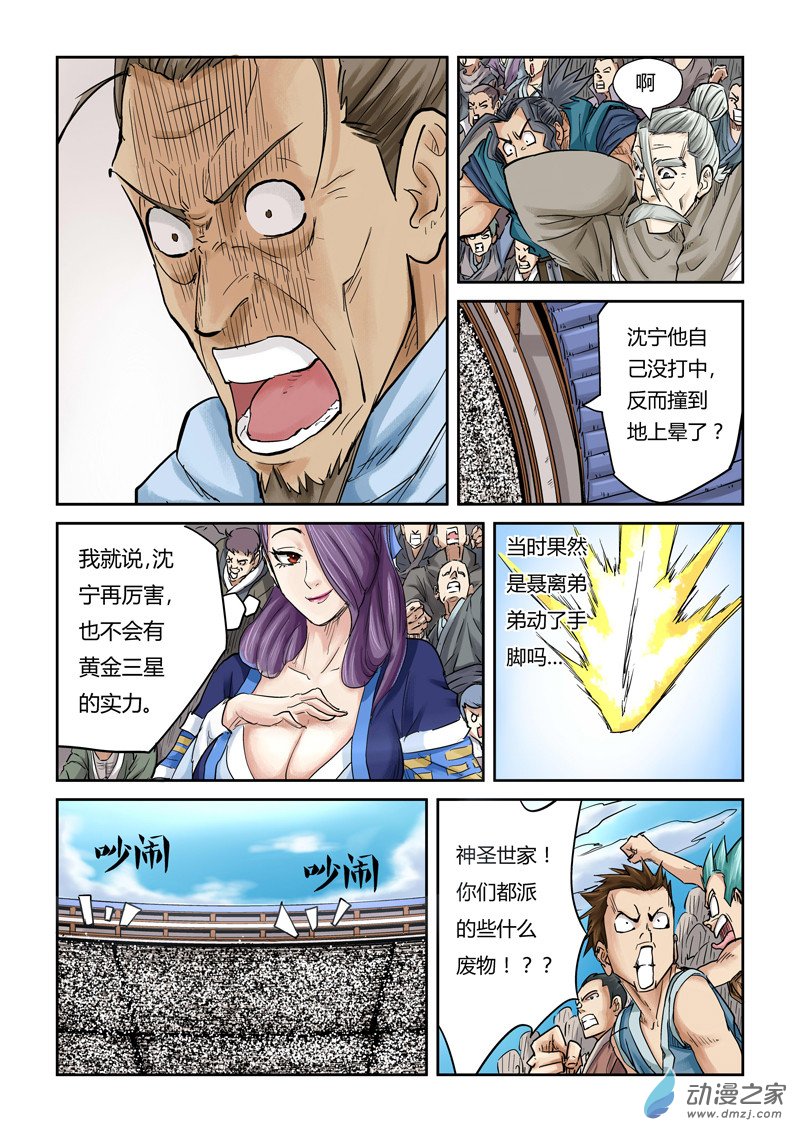 啊
沈宁他自
己没打中，
反而撞到
地上晕了？
我就说，沈
宁再厉害，
也不会有
黄金三星
的实力。
当时果然
是聂离弟
弟动了手
脚吗...
吵闹
吵闹
神圣世家！
你们都派
的些什么
废物！？？
动漫之家
www.dmzj.com